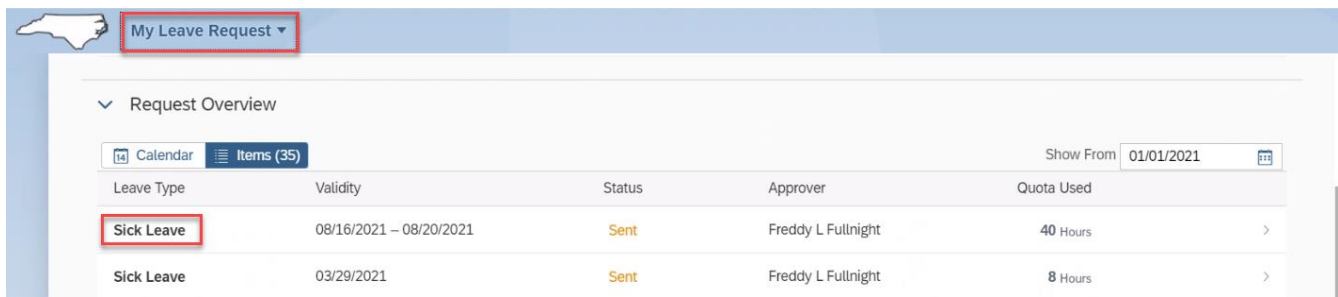 My Leave Request
Request Overview
14 Calendar Items (35) Show From 01/01/2021
Leave Type Validity Status Approver Quota Used
Sick Leave 08/16/2021 – 08/20/2021 Sent Freddy L Fullnight 40 Hours
Sick Leave 03/29/2021 Sent Freddy L Fullnight 8 Hours